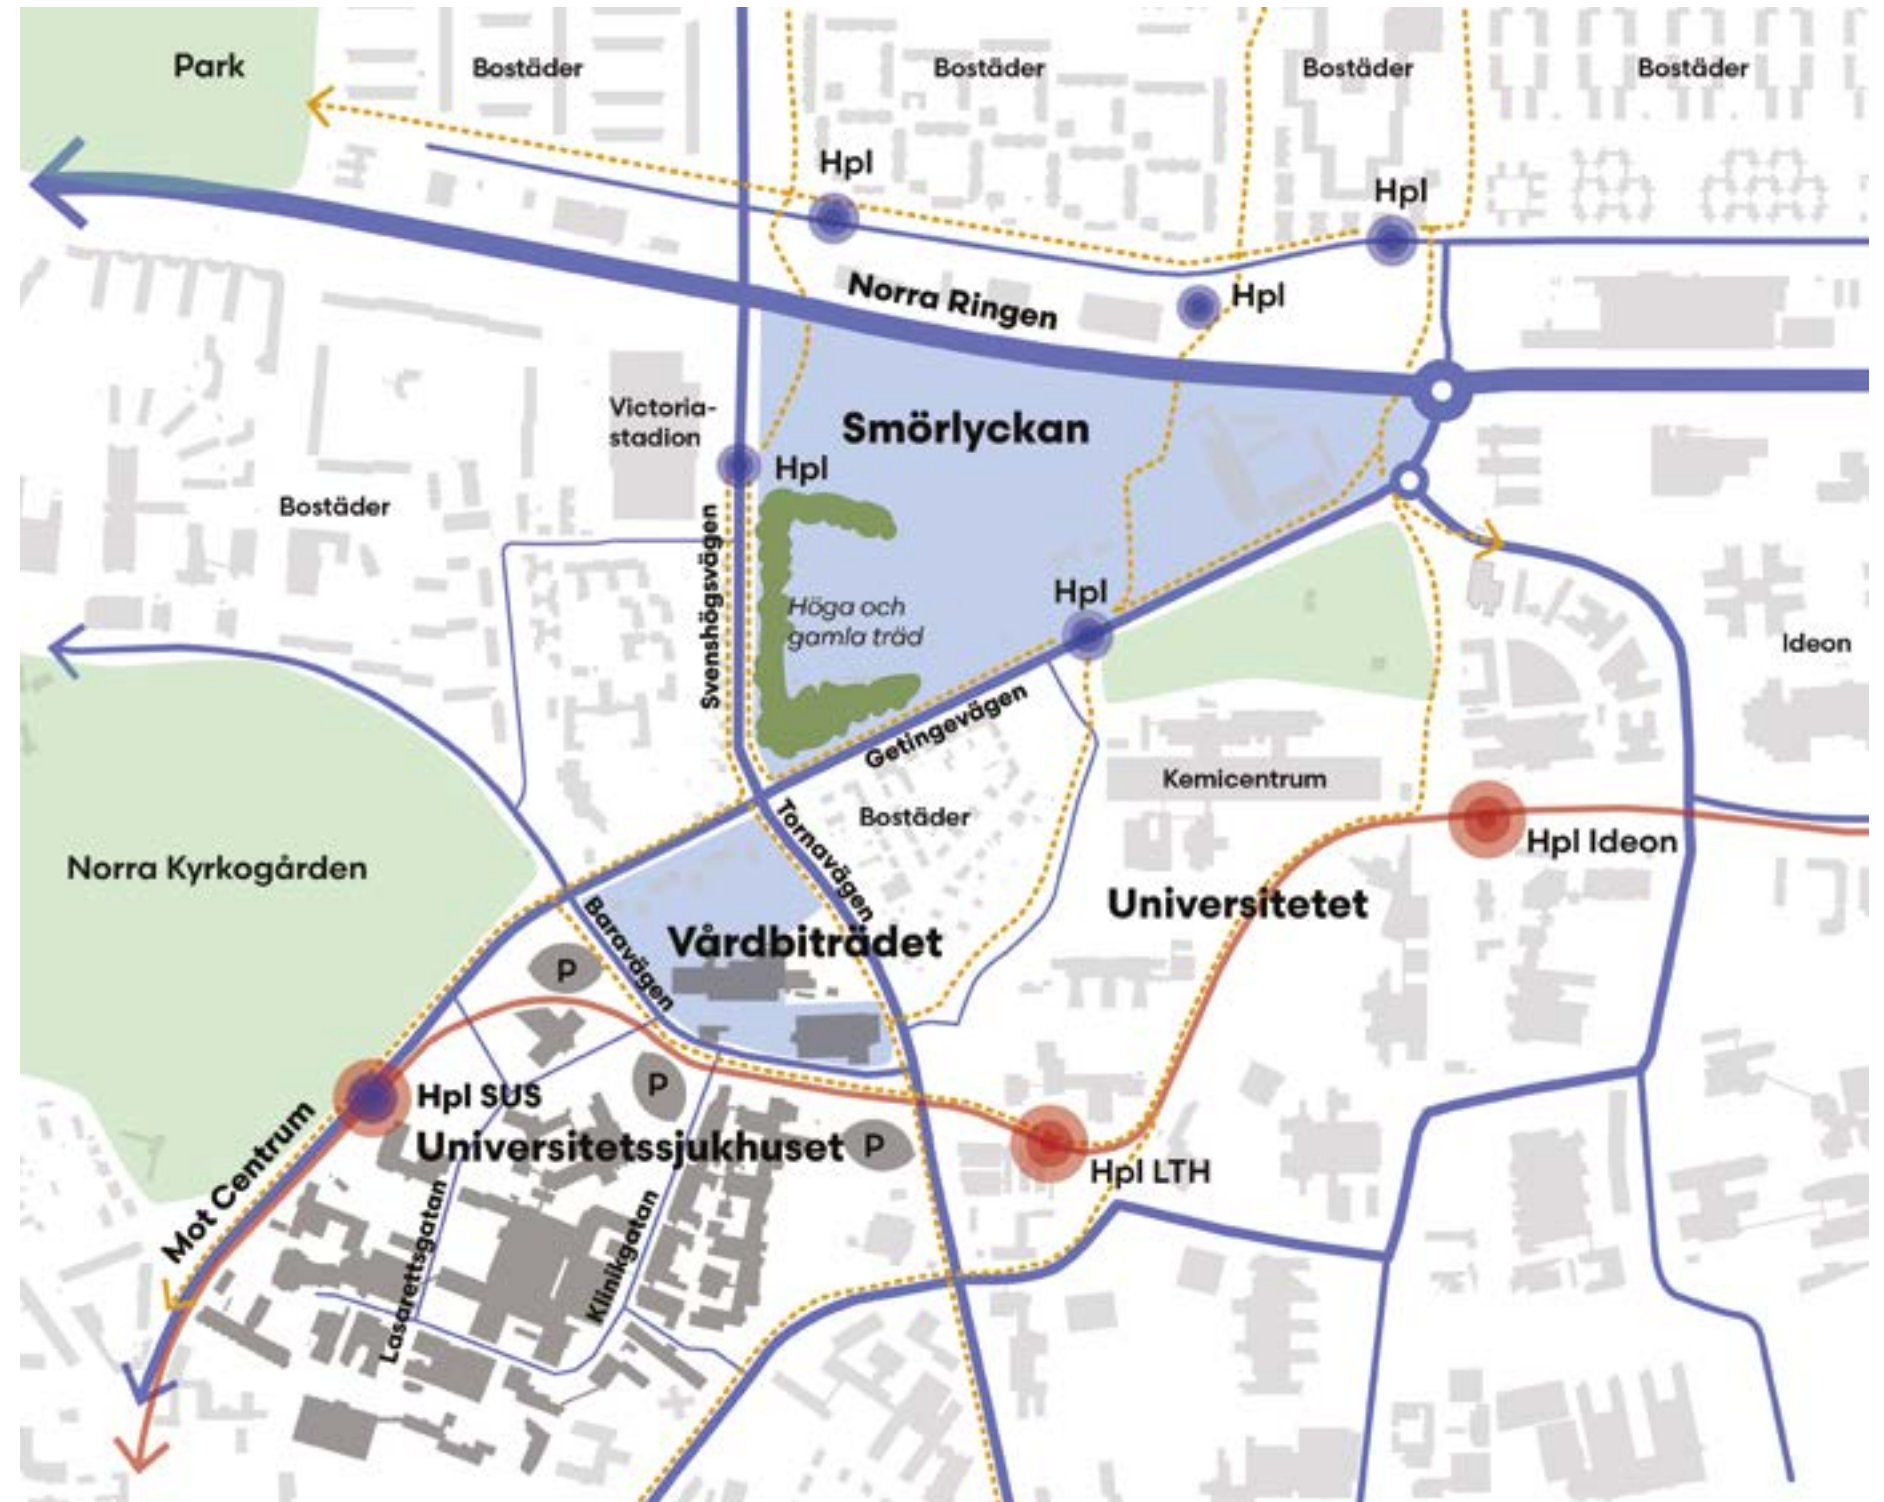 Park
Bostäder
Bostäder
Bostäder
Bostäder
Hpl
Hpl
Norra Ringen
Hpl
Victoria-
stadion
Smörlyckan
Hpl
Bostäder
Svenshögsvägen
Höga och
gamla träd
Hpl
Ideon
Getingevägen
Kemicentrum
Bostäder
Tornavägen
Hpl Ideon
Norra Kyrkogården
Universitetet
Baravägen
Vårdbiträdet
P
P
Hpl SUS
Universitetssjukhuset
P
Hpl LTH
Mot Centrum
Lasarettsgatan
Klinikgatan